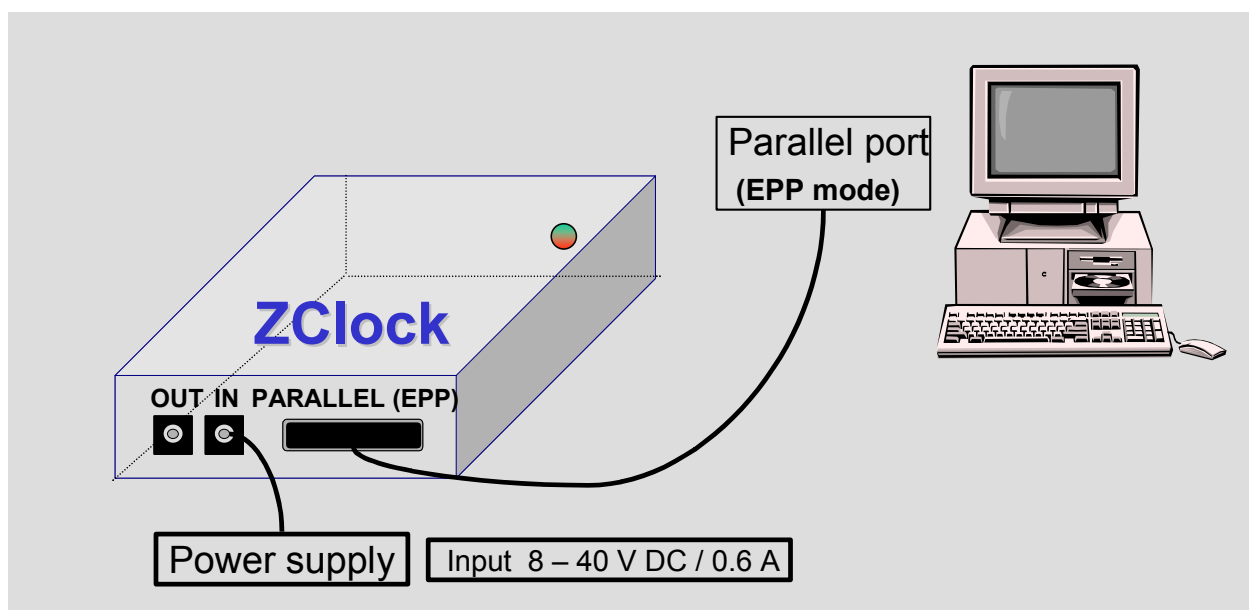 Parallel port
(EPP mode)
ZClock
OUT IN PARALLEL (EPP)
Power supply
Input 8 – 40 V DC / 0.6 A